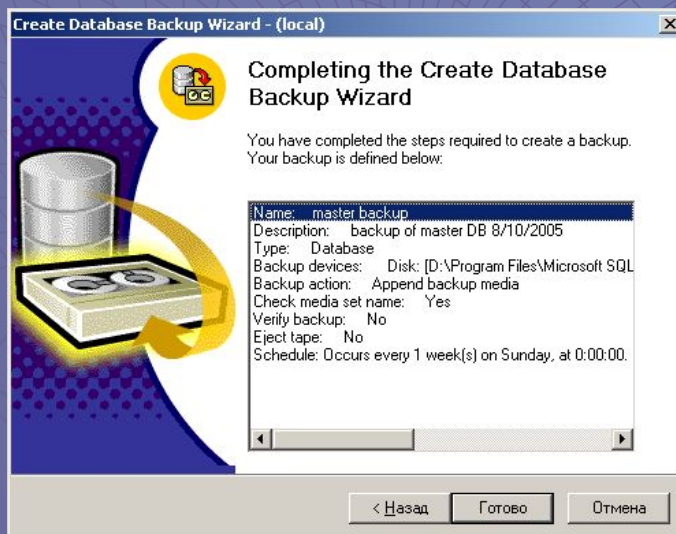 Create Database Backup Wizard - (local)
Completing the Create Database
Backup Wizard
You have completed the steps required to create a backup.
Your backup is defined below:
Name: master backup
Description: backup of master DB 8/10/2005
Type: Database
Backup devices: Disk: [D:\Program Files\Microsoft SQL
Backup action: Append backup media
Check media set name: Yes
Verify backup: No
Eject tape: No
Schedule: Occurs every 1 week(s) on Sunday, at 0:00:00.
< Назад Готово Отмена